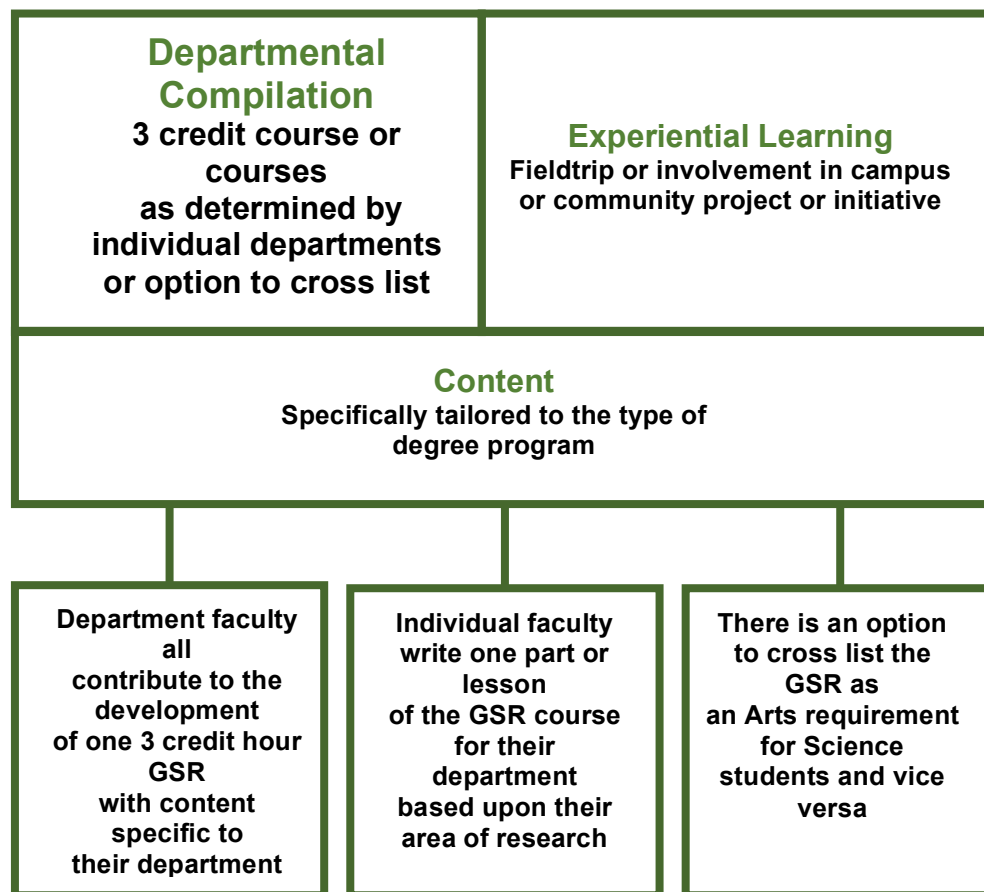 Departmental
Compilation
3 credit course or
courses
as determined by
individual departments
or option to cross list
Experiential Learning
Fieldtrip or involvement in campus
or community project or initiative
Content
Specifically tailored to the type of
degree program
Department faculty
all
contribute to the
development
of one 3 credit hour
GSR
with content
specific to
their department
Individual faculty
write one part or
lesson
of the GSR course
for their
department
based upon their
area of research
There is an option
to cross list the
GSR as
an Arts requirement
for Science
students and vice
versa